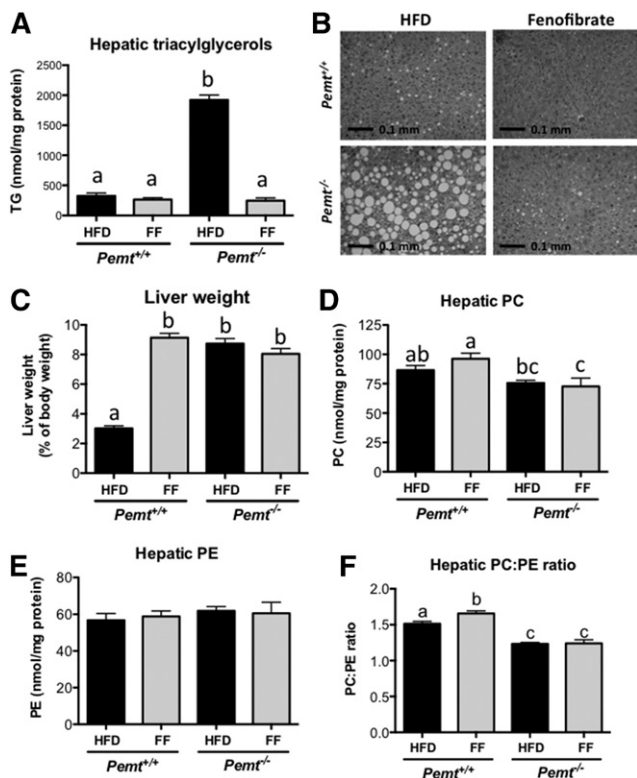 A
Hepatic triacylglycerols
TG (nmol/mg protein)
2500
2000
1500
1000
500
0
a
a
b
a
HFD
FF
HFD
FF
Pemt+/+
Pemt-/-
B
HFD
Fenofibrate
Pemt+/+
0.1 mm
0.1 mm
Pemt-/-
0.1 mm
0.1 mm
C
Liver weight
Liver weight
(% of body weight)
10
8
6
4
2
0
a
b
b
b
HFD
FF
HFD
FF
Pemt+/+
Pemt-/-
D
Hepatic PC
PC (nmol/mg protein)
125
100
75
50
25
0
ab
a
bc
c
HFD
FF
HFD
FF
Pemt+/+
Pemt-/-
E
Hepatic PE
PE (nmol/mg protein)
80
60
40
20
0
HFD
FF
HFD
FF
Pemt+/+
Pemt-/-
F
Hepatic PC:PE ratio
PC:PE ratio
2.0
1.5
1.0
0.5
0.0
a
b
c
c
HFD
FF
HFD
FF
Pemt+/+
Pemt-/-